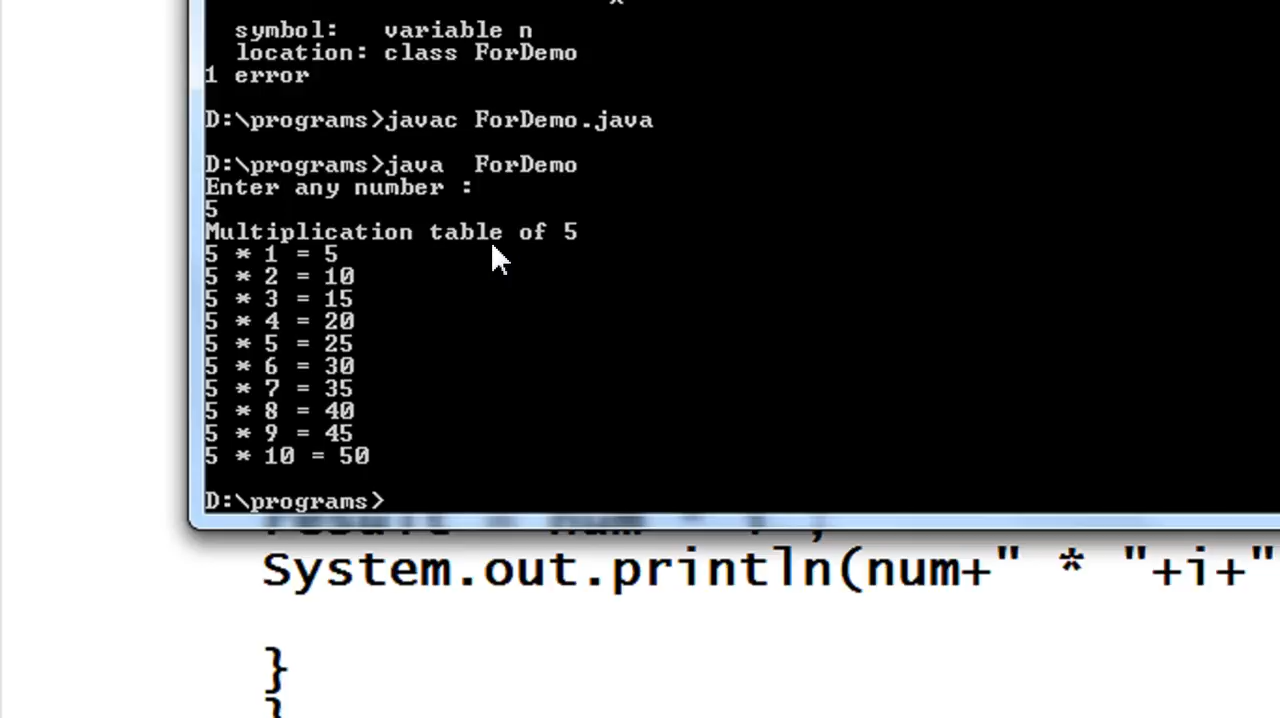 symbol:   variable n
location: class ForDemo
1 error
D:\programs>javac ForDemo.java
D:\programs>java  ForDemo
Enter any number :
5
Multiplication table of 5
5 * 1 = 5
5 * 2 = 10
5 * 3 = 15
5 * 4 = 20
5 * 5 = 25
5 * 6 = 30
5 * 7 = 35
5 * 8 = 40
5 * 9 = 45
5 * 10 = 50
D:\programs>
System.out.println(num+" * "+i+"
}
}